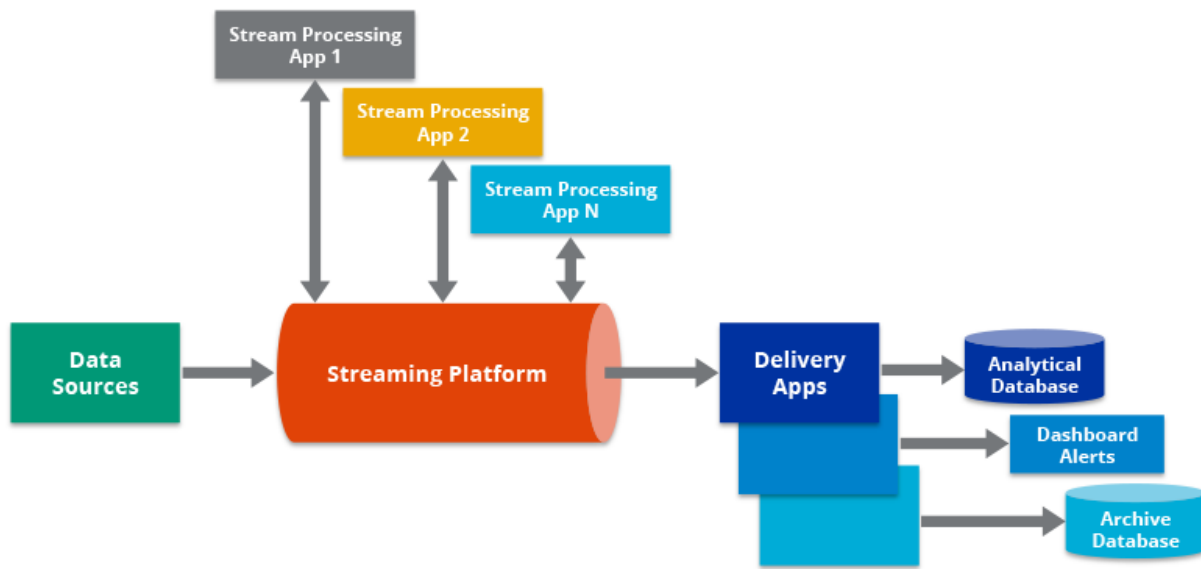 Stream Processing
App 1
Stream Processing
App 2
Stream Processing
App N
Data
Sources
Streaming Platform
Delivery
Apps
Analytical
Database
Dashboard
Alerts
Archive
Database